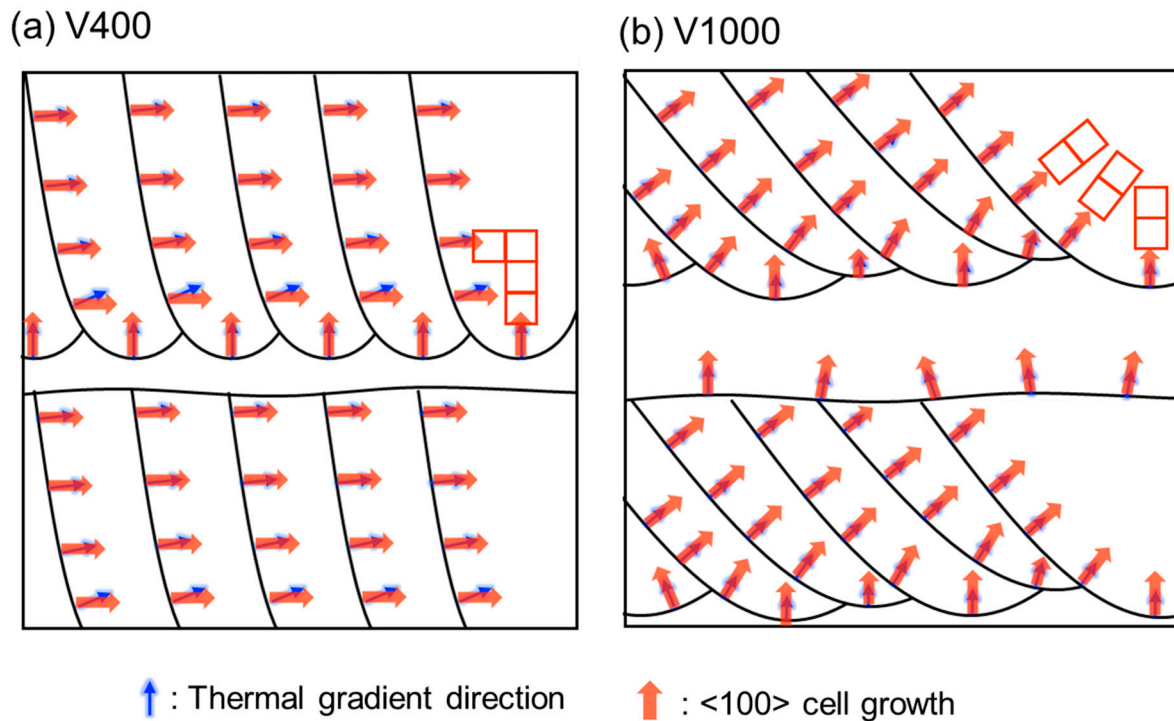 (a) V400
(b) V1000
: Thermal gradient direction
: <100> cell growth